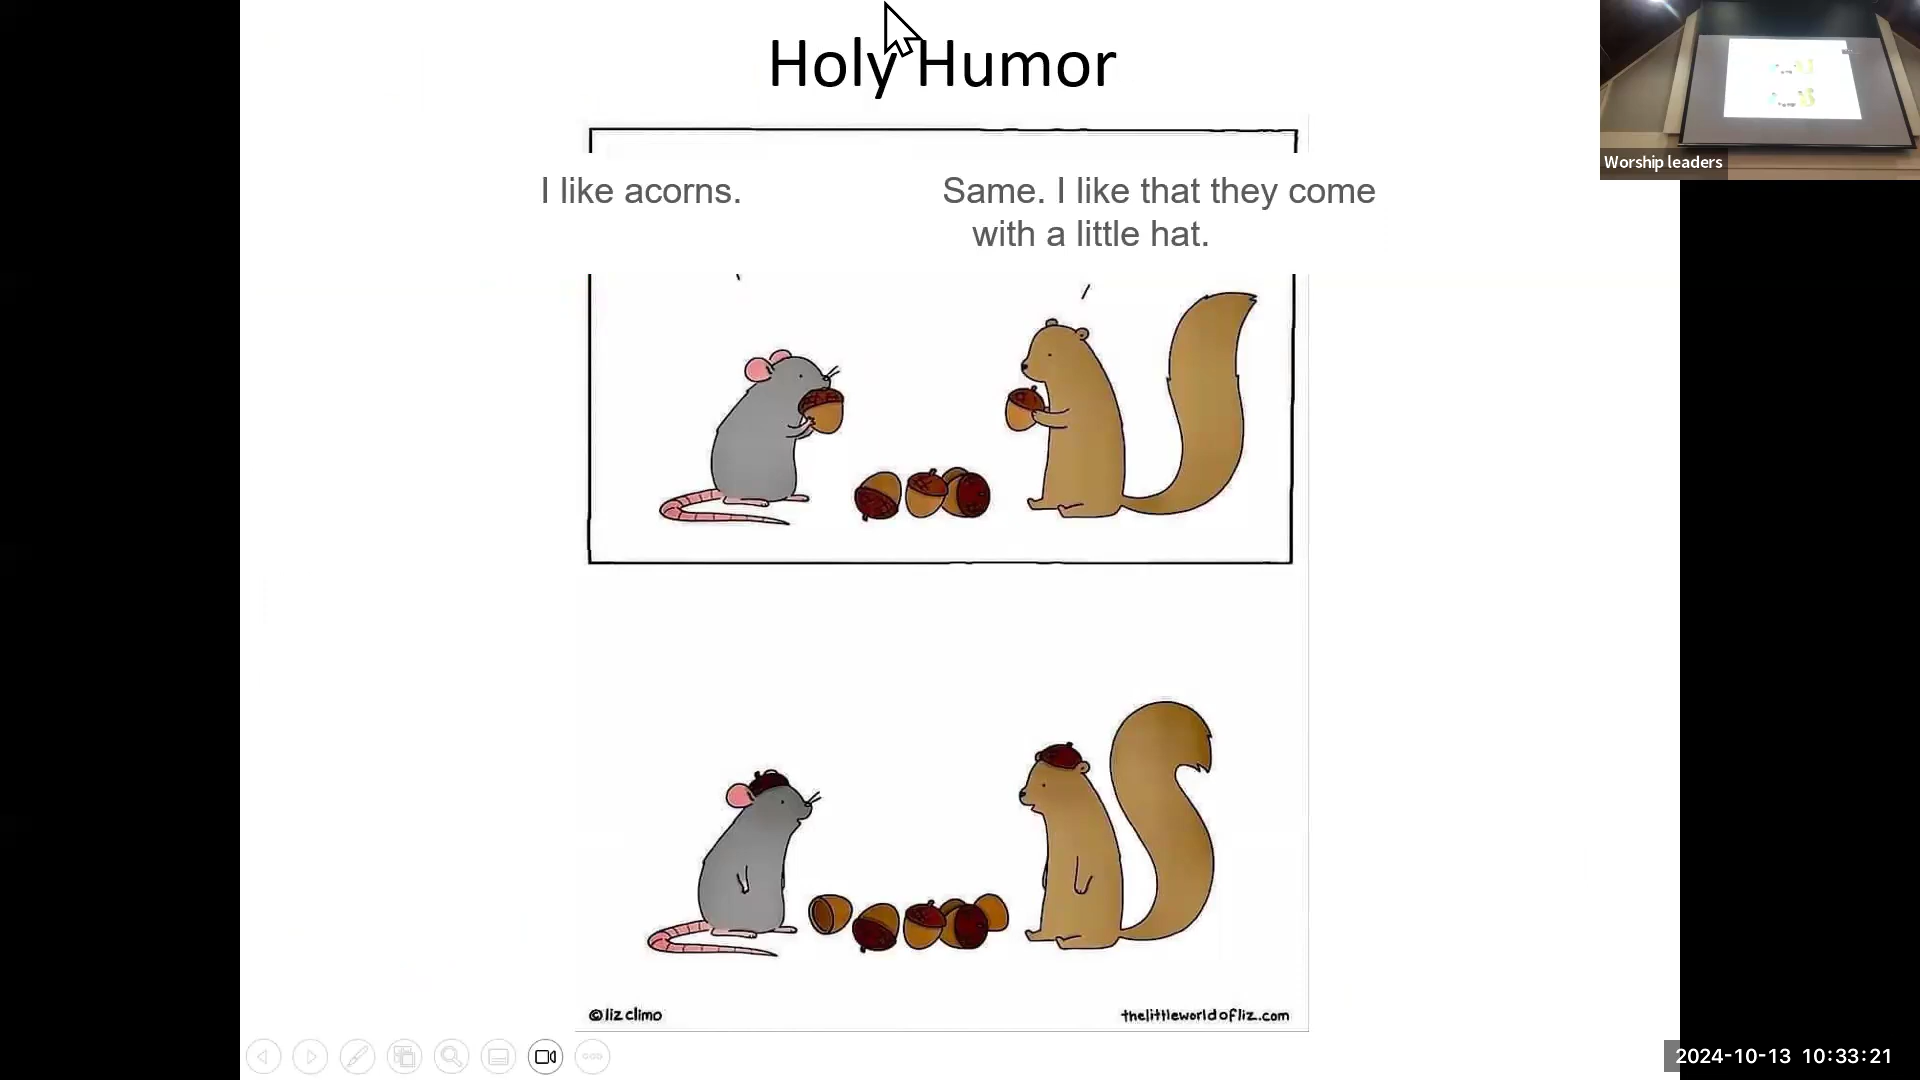 Holy Humor
Worship leaders
I like acorns.
Same. I like that they come
with a little hat.
©liz climo
thelittleworldofliz.com
2024-10-13 10:33:21